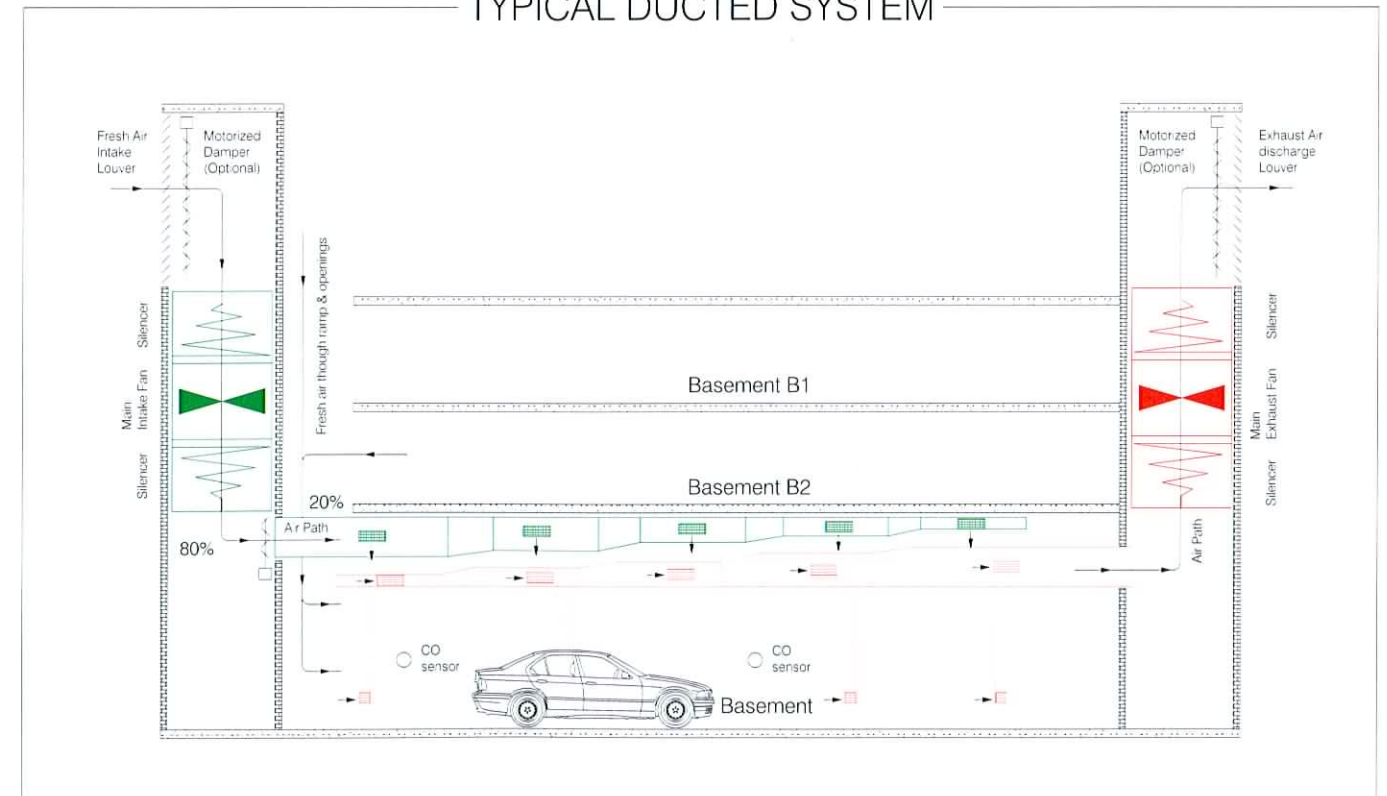 TYPICAL DUCTED SYSTEM
Fresh Air
Intake
Louver
Motorized
Damper
(Optional)
Motorized
Damper
(Optional)
Exhaust Air
discharge
Louver
Fresh air though ramp & openings
Silencer
Main
Intake Fan
Silencer
Silencer
Main
Exhaust Fan
Silencer
Basement B1
Basement B2
20%
Air Path
80%
Air Path
CO
sensor
CO
sensor
Basement